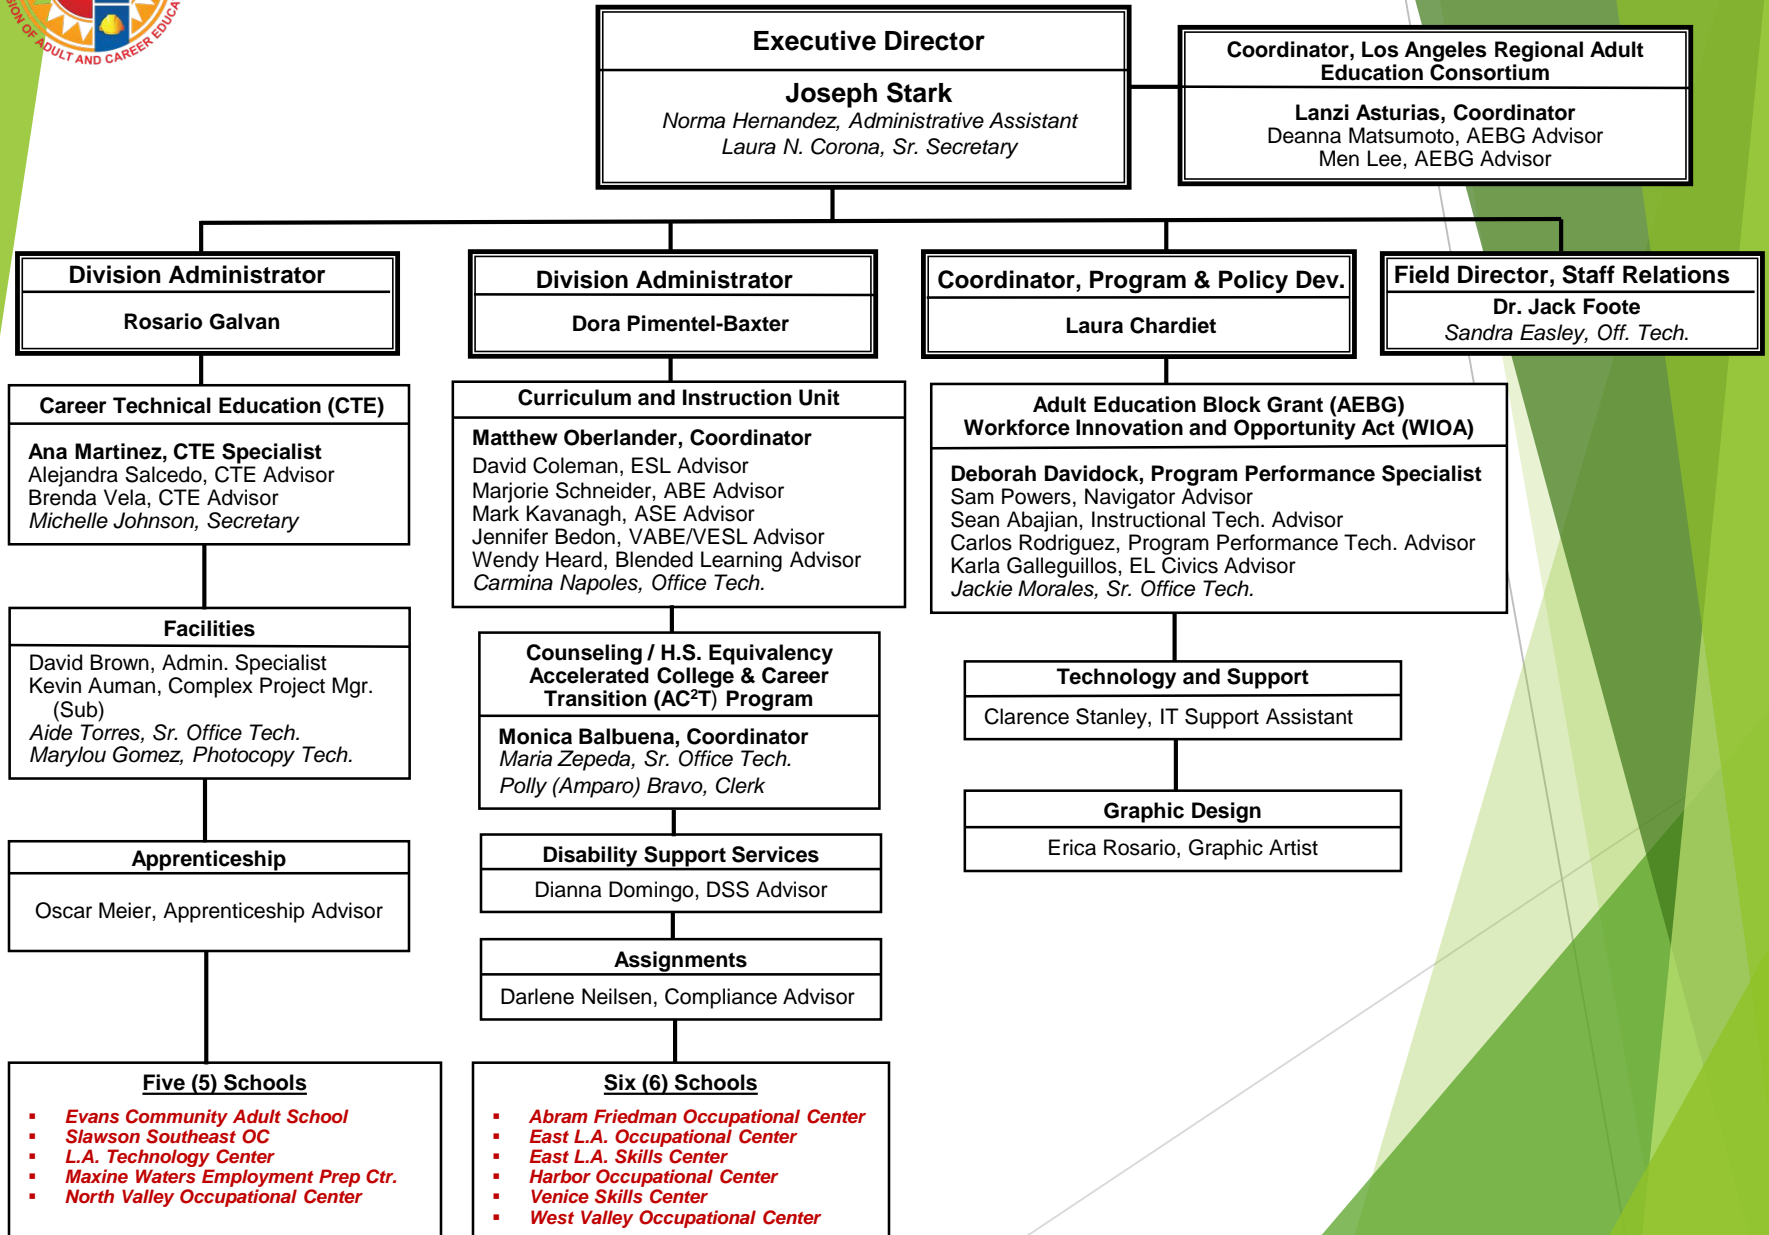 SION OF ADULT AND CAREER EDUCA
Executive Director
Joseph Stark
Norma Hernandez, Administrative Assistant
Laura N. Corona, Sr. Secretary
Coordinator, Los Angeles Regional Adult
Education Consortium
Lanzi Asturias, Coordinator
Deanna Matsumoto, AEBG Advisor
Men Lee, AEBG Advisor
Division Administrator
Rosario Galvan
Division Administrator
Dora Pimentel-Baxter
Coordinator, Program & Policy Dev.
Laura Chardiet
Field Director, Staff Relations
Dr. Jack Foote
Sandra Easley, Off. Tech.
Career Technical Education (CTE)
Ana Martinez, CTE Specialist
Alejandra Salcedo, CTE Advisor
Brenda Vela, CTE Advisor
Michelle Johnson, Secretary
Facilities
David Brown, Admin. Specialist
Kevin Auman, Complex Project Mgr.
(Sub)
Aide Torres, Sr. Office Tech.
Marylou Gomez, Photocopy Tech.
Apprenticeship
Oscar Meier, Apprenticeship Advisor
Five (5) Schools
▪ Evans Community Adult School
▪ Slawson Southeast OC
▪ L.A. Technology Center
▪ Maxine Waters Employment Prep Ctr.
▪ North Valley Occupational Center
Curriculum and Instruction Unit
Matthew Oberlander, Coordinator
David Coleman, ESL Advisor
Marjorie Schneider, ABE Advisor
Mark Kavanagh, ASE Advisor
Jennifer Bedon, VABE/VESL Advisor
Wendy Heard, Blended Learning Advisor
Carmina Napoles, Office Tech.
Counseling / H.S. Equivalency
Accelerated College & Career
Transition (AC²T) Program
Monica Balbuena, Coordinator
Maria Zepeda, Sr. Office Tech.
Polly (Amparo) Bravo, Clerk
Disability Support Services
Dianna Domingo, DSS Advisor
Assignments
Darlene Neilsen, Compliance Advisor
Six (6) Schools
▪ Abram Friedman Occupational Center
▪ East L.A. Occupational Center
▪ East L.A. Skills Center
▪ Harbor Occupational Center
▪ Venice Skills Center
▪ West Valley Occupational Center
Adult Education Block Grant (AEBG)
Workforce Innovation and Opportunity Act (WIOA)
Deborah Davidock, Program Performance Specialist
Sam Powers, Navigator Advisor
Sean Abajian, Instructional Tech. Advisor
Carlos Rodriguez, Program Performance Tech. Advisor
Karla Galleguillos, EL Civics Advisor
Jackie Morales, Sr. Office Tech.
Technology and Support
Clarence Stanley, IT Support Assistant
Graphic Design
Erica Rosario, Graphic Artist